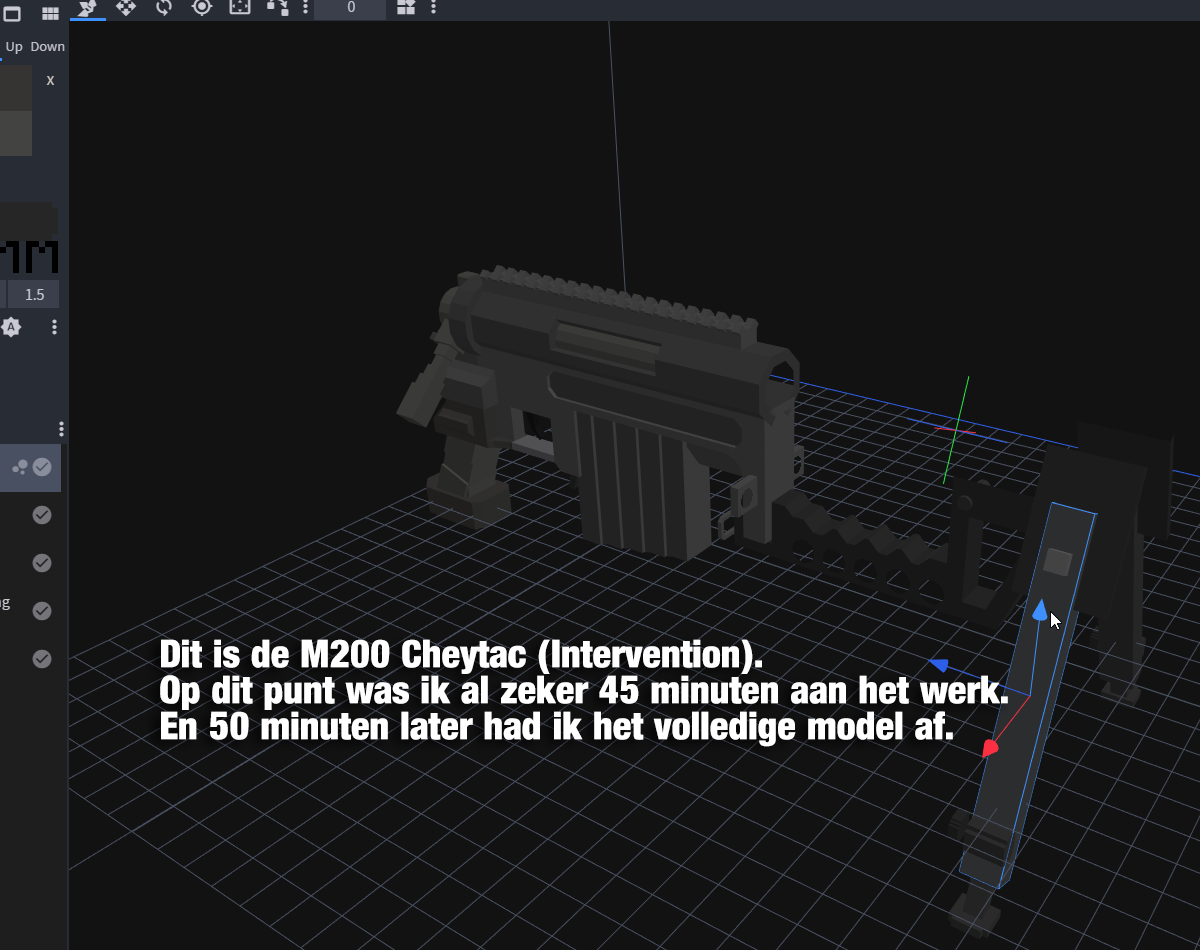 0
Up Down
X
1.5
A
g
Dit is de M200 Cheytac (Intervention).
Op dit punt was ik al zeker 45 minuten aan het werk.
En 50 minuten later had ik het volledige model af.